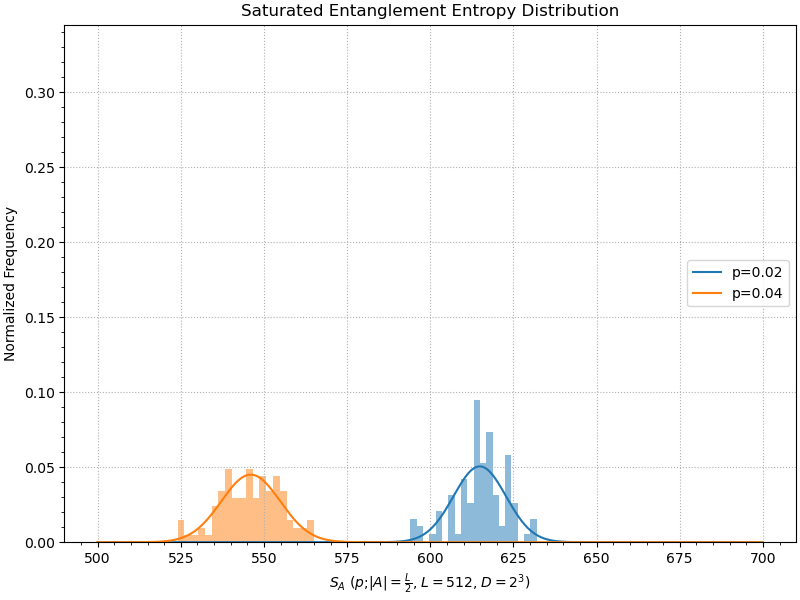 Saturated Entanglement Entropy Distribution
Normalized Frequency
0.30
0.25
0.20
0.15
0.10
0.05
0.00
p=0.02
p=0.04
500 525 550 575 600 625 650 675 700
$S_A$ $(p; |A| = \frac{L}{2}, L = 512, D = 2^3)$